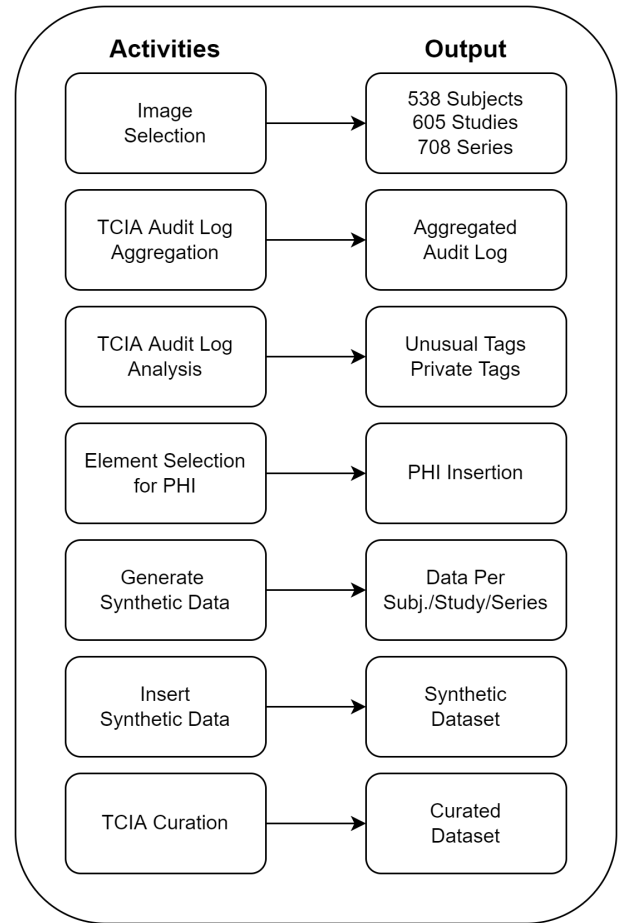 Activities
Output
Image
Selection
538 Subjects
605 Studies
708 Series
TCIA Audit Log
Aggregation
Aggregated
Audit Log
TCIA Audit Log
Analysis
Unusual Tags
Private Tags
Element Selection
for PHI
PHI Insertion
Generate
Synthetic Data
Data Per
Subj./Study/Series
Insert
Synthetic Data
Synthetic
Dataset
TCIA Curation
Curated
Dataset